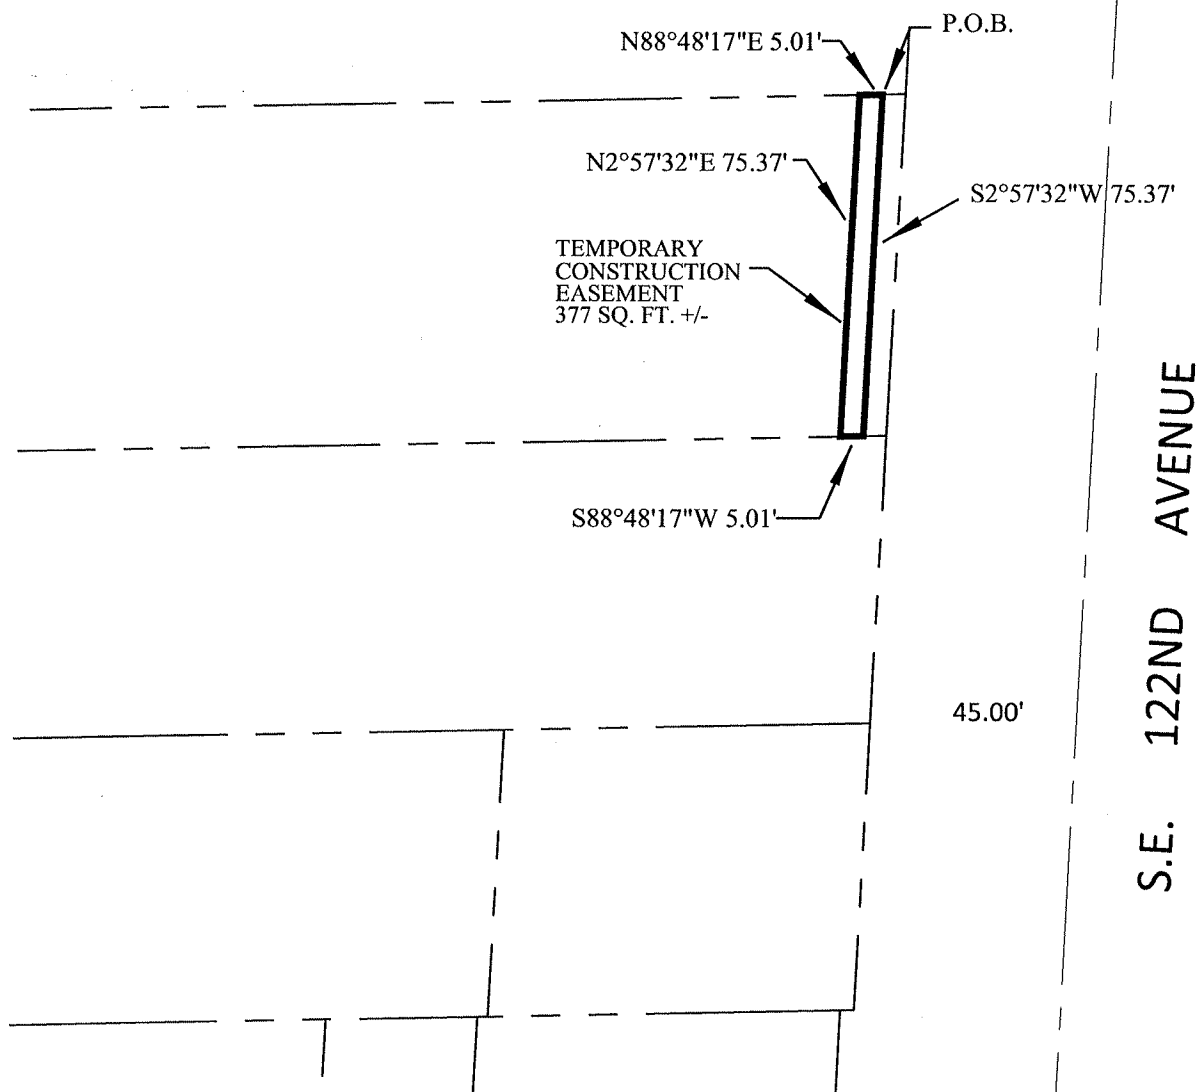 P.O.B.
N88°48'17"E 5.01'
N2°57'32"E 75.37'
S2°57'32"W 75.37'
TEMPORARY
CONSTRUCTION
EASEMENT
377 SQ. FT. +/-
S88°48'17"W 5.01'
45.00'
S.E. 122ND AVENUE